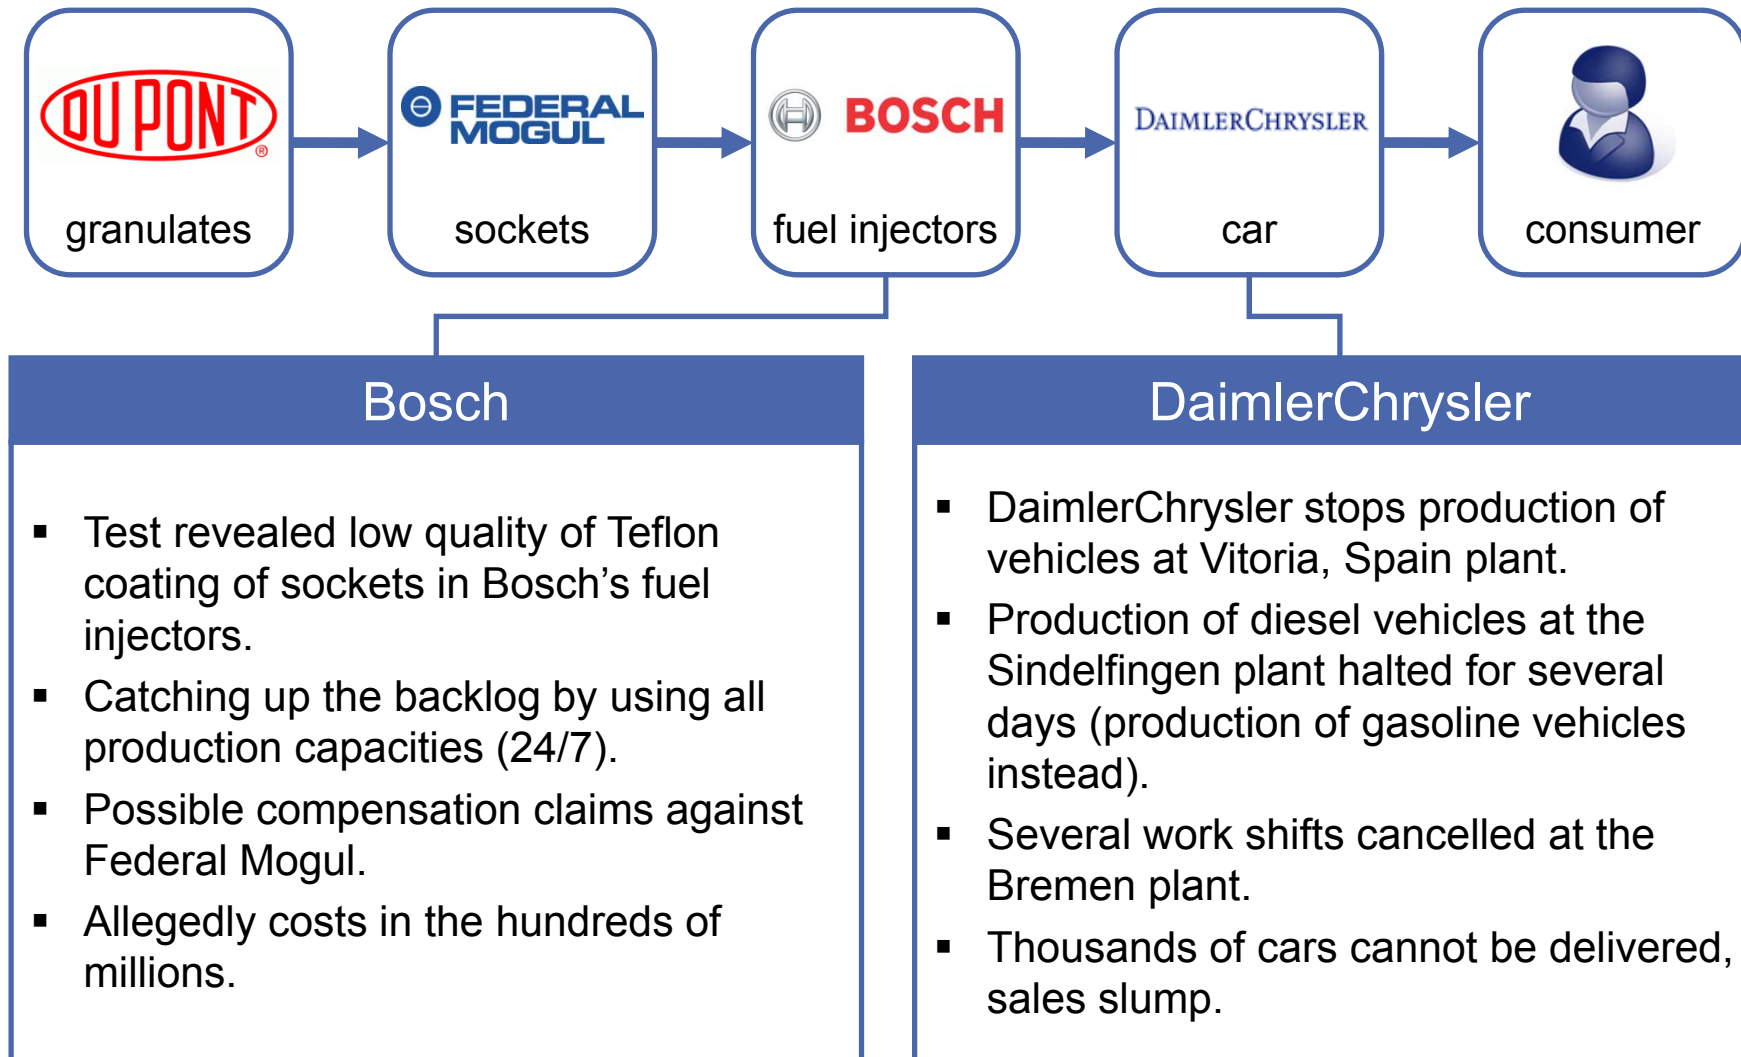 DU PONT
®
FEDERAL
MOGUL
BOSCH
DAIMLERCHRYSLER
granulates
sockets
fuel injectors
car
consumer
Bosch
▪ Test revealed low quality of Teflon
coating of sockets in Bosch’s fuel
injectors.
▪ Catching up the backlog by using all
production capacities (24/7).
▪ Possible compensation claims against
Federal Mogul.
▪ Allegedly costs in the hundreds of
millions.
DaimlerChrysler
▪ DaimlerChrysler stops production of
vehicles at Vitoria, Spain plant.
▪ Production of diesel vehicles at the
Sindelfingen plant halted for several
days (production of gasoline vehicles
instead).
▪ Several work shifts cancelled at the
Bremen plant.
▪ Thousands of cars cannot be delivered,
sales slump.